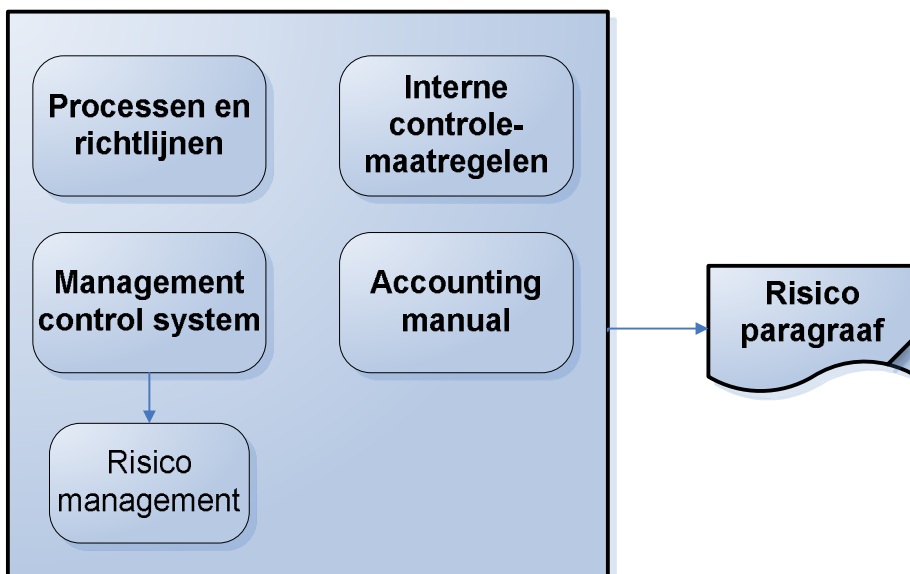 Processen en
richtlijnen
Interne
controle-
maatregelen
Management
control system
Accounting
manual
Risico
management
Risico
paragraaf